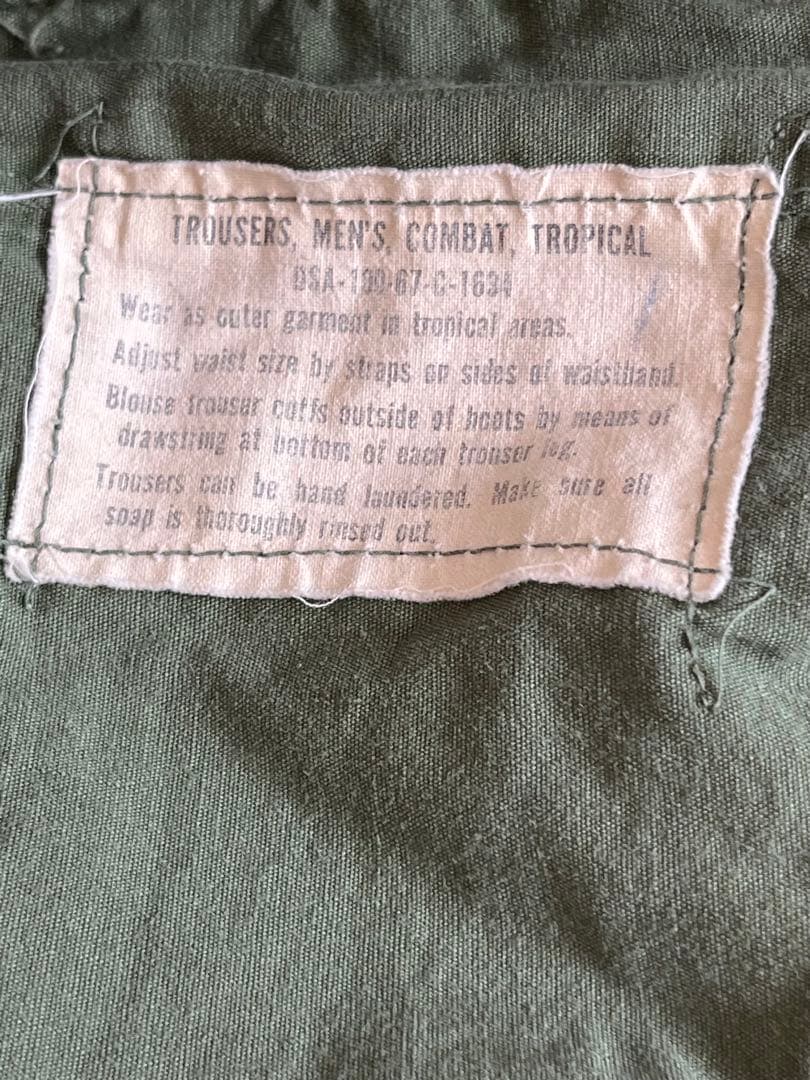 TROUSERS, MEN'S, COMBAT, TROPICAL
DSA-100-67-C-1634
Wear as outer garment in tropical areas.
Adjust waist size by straps on sides of waistband.
Blouse trouser cuffs outside of boots by means of
drawstring at bottom of each trouser leg.
Trousers can be hand laundered. Make sure all
soap is thoroughly rinsed out.